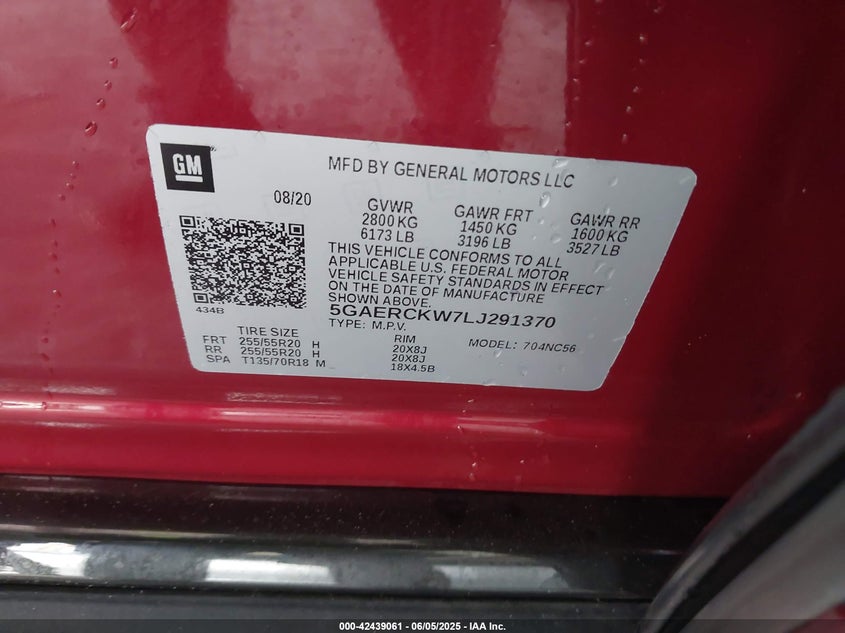 GM
MFD BY GENERAL MOTORS LLC
08/20
GVWR GAWR FRT GAWR RR
2800 KG 1450 KG 1600 KG
6173 LB 3196 LB 3527 LB
THIS VEHICLE CONFORMS TO ALL
APPLICABLE U.S. FEDERAL MOTOR
VEHICLE SAFETY STANDARDS IN EFFECT
ON THE DATE OF MANUFACTURE
SHOWN ABOVE.
434B
5GAERCKW7LJ291370
TYPE: M.P.V. MODEL: 704NC56
TIRE SIZE RIM
FRT 255/55R20 H 20X8J
RR 255/55R20 H 20X8J
SPA T135/70R18 M 18X4.5B
000-42439061 - 06/05/2025 - IAA Inc.